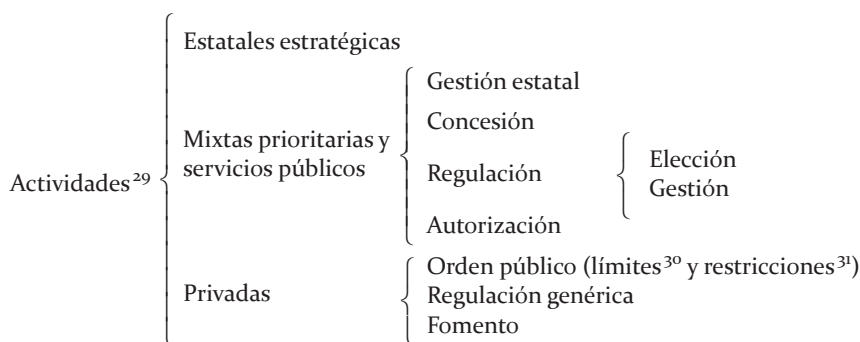 Estatales estratégicas
Gestión estatal
Concesión
Mixtas prioritarias y
servicios públicos
Elección
Actividades²⁹
Regulación
Gestión
Autorización
Orden público (límites³⁰ y restricciones³¹)
Privadas
Regulación genérica
Fomento